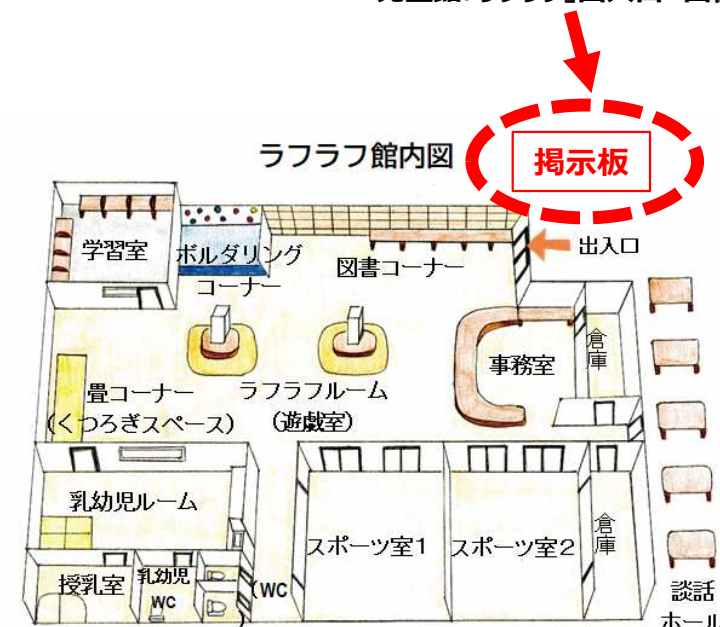 ラフラフ館内図
掲示板
学習室
ボルダリング
コーナー
図書コーナー
出入口
事務室
倉庫
畳コーナー
(くつろぎスペース)
ラフラフルーム
(遊戯室)
乳幼児ルーム
スポーツ室1
スポーツ室2
倉庫
授乳室
乳幼児
WC
(WC
)
談話
ホール